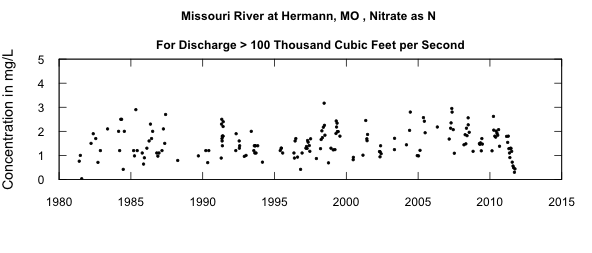 Missouri River at Hermann, MO , Nitrate as N
For Discharge > 100 Thousand Cubic Feet per Second
Concentration in mg/L
5
4
3
2
1
0
1980 1985 1990 1995 2000 2005 2010 2015